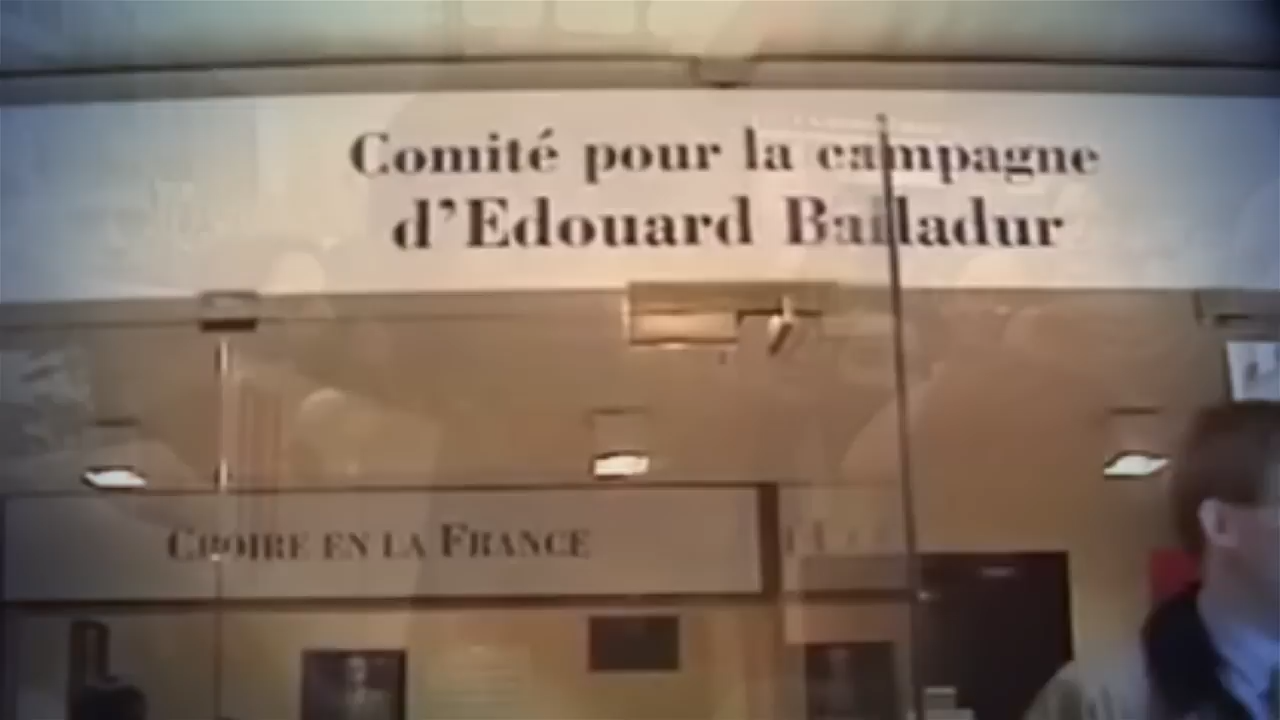 Comité pour la campagne
d'Edouard Balladur
CROIRE EN LA FRANCE